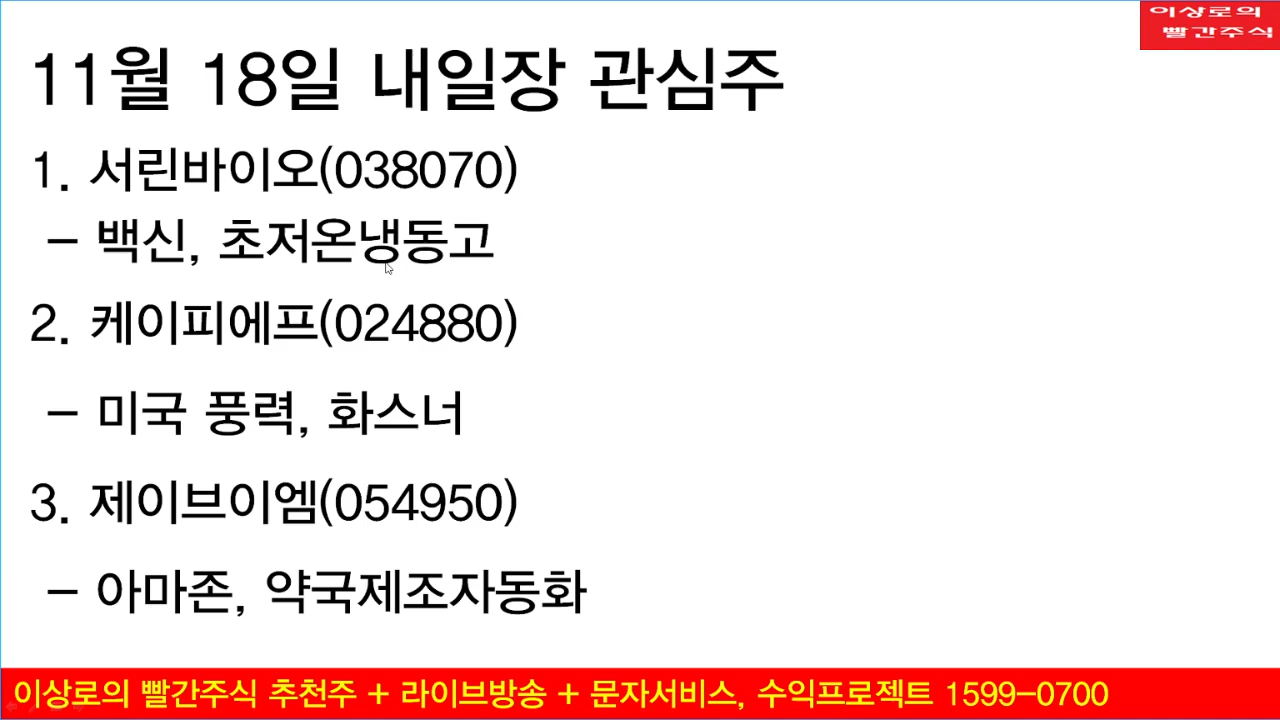 이상로의
빨간주식
11월 18일 내일장 관심주
1. 서린바이오(038070)
- 백신, 초저온냉동고
2. 케이피에프(024880)
- 미국 풍력, 화스너
3. 제이브이엠(054950)
- 아마존, 약국제조자동화
이상로의 빨간주식 추천주 + 라이브방송 + 문자서비스, 수익프로젝트 1599-0700